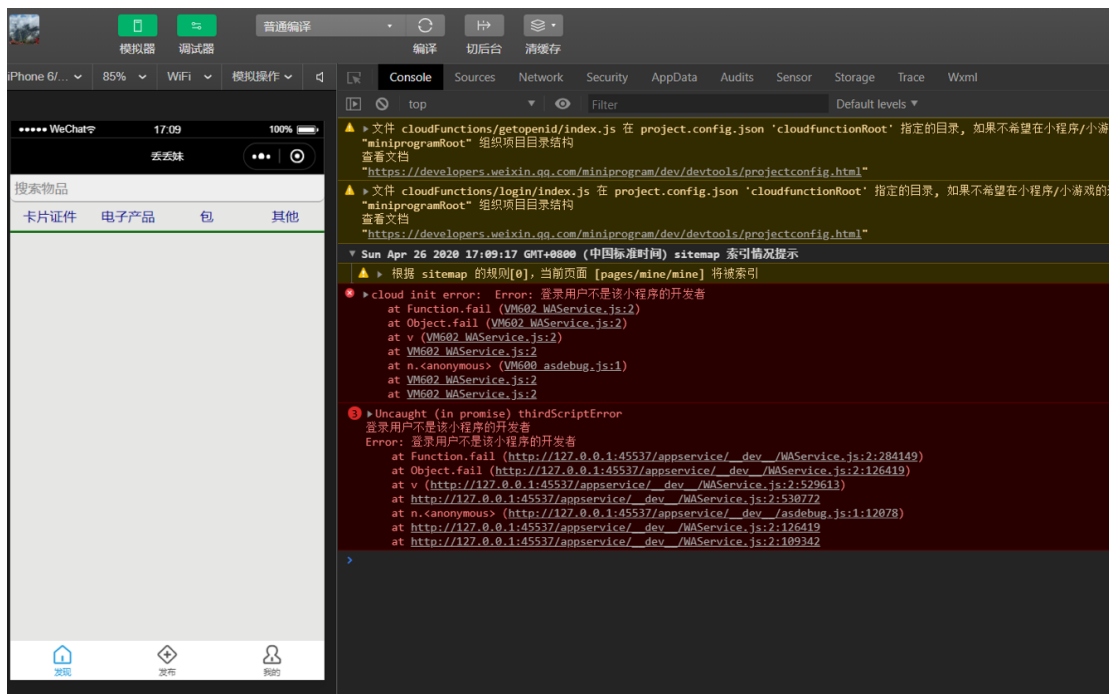 模拟器
调试器
普通编译
编译
切后台
清缓存
iPhone 6/...
85%
WiFi
模拟操作
Console
Sources
Network
Security
AppData
Audits
Sensor
Storage
Trace
Wxml
top
Filter
Default levels
WeChat
17:09
100%
丢丢妹
搜索物品
卡片证件
电子产品
包
其他
发现
发布
我的
文件 cloudFunctions/getopenid/index.js 在 project.config.json 'cloudfunctionRoot' 指定的目录, 如果不希望在小程序/小游
"miniprogramRoot" 组织项目目录结构
查看文档
"https://developers.weixin.qq.com/miniprogram/dev/devtools/projectconfig.html"
文件 cloudFunctions/login/index.js 在 project.config.json 'cloudfunctionRoot' 指定的目录, 如果不希望在小程序/小游戏的
"miniprogramRoot" 组织项目目录结构
查看文档
"https://developers.weixin.qq.com/miniprogram/dev/devtools/projectconfig.html"
Sun Apr 26 2020 17:09:17 GMT+0800 (中国标准时间) sitemap 索引情况提示
根据 sitemap 的规则[0], 当前页面 [pages/mine/mine] 将被索引
cloud init error: Error: 登录用户不是该小程序的开发者
at Function.fail (VM602 WAService.js:2)
at Object.fail (VM602 WAService.js:2)
at v (VM602 WAService.js:2)
at VM602 WAService.js:2
at n.<anonymous> (VM600 asdebug.js:1)
at VM602 WAService.js:2
at VM602 WAService.js:2
3 Uncaught (in promise) thirdScriptError
登录用户不是该小程序的开发者
Error: 登录用户不是该小程序的开发者
at Function.fail (http://127.0.0.1:45537/appservice/__dev__/WAService.js:2:284149)
at Object.fail (http://127.0.0.1:45537/appservice/__dev__/WAService.js:2:126419)
at v (http://127.0.0.1:45537/appservice/__dev__/WAService.js:2:529613)
at http://127.0.0.1:45537/appservice/__dev__/WAService.js:2:530772
at n.<anonymous> (http://127.0.0.1:45537/appservice/__dev__/asdebug.js:1:12078)
at http://127.0.0.1:45537/appservice/__dev__/WAService.js:2:126419
at http://127.0.0.1:45537/appservice/__dev__/WAService.js:2:109342